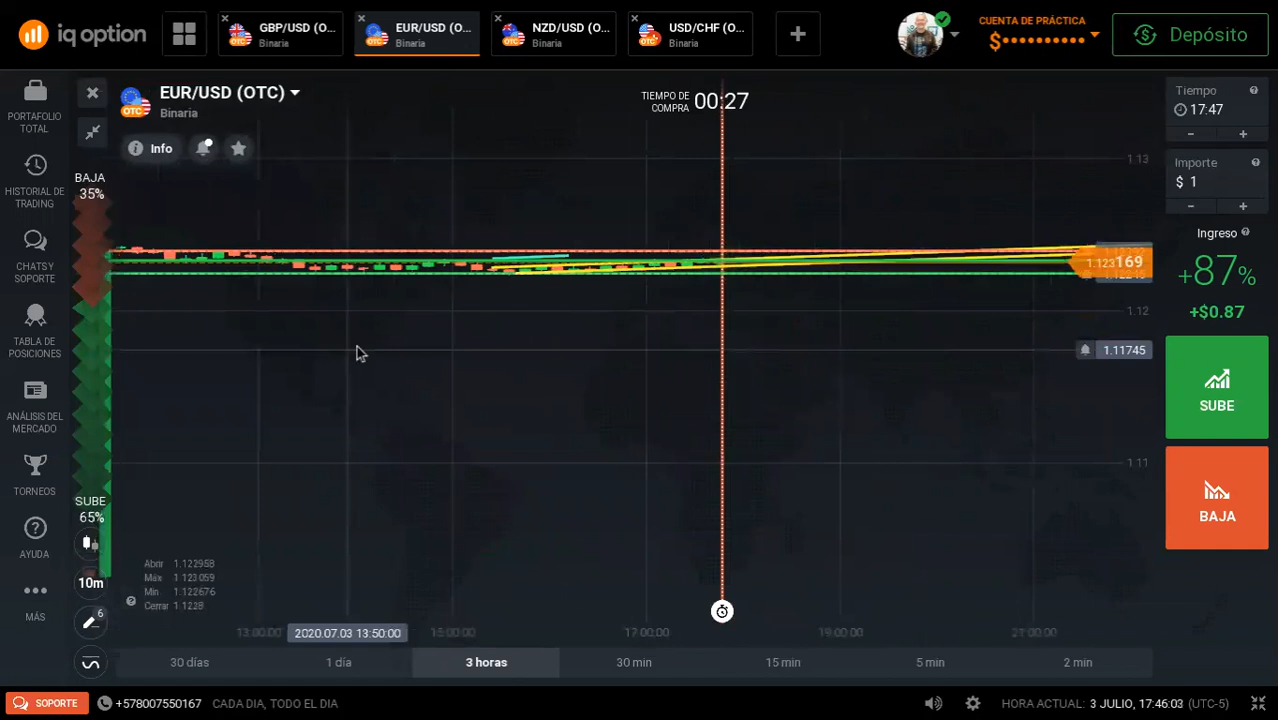 iq option
GBP/USD (O...
Binaria
EUR/USD (O...
Binaria
NZD/USD (O...
Binaria
USD/CHF (O...
Binaria
CUENTA DE PRÁCTICA
$••••••••••
Depósito
PORTAFOLIO
TOTAL
HISTORIAL DE
TRADING
CHATS Y
SOPORTE
TABLA DE
POSICIONES
ANÁLISIS DEL
MERCADO
TORNEOS
AYUDA
MÁS
EUR/USD (OTC)
Binaria
OTC
Info
BAJA
35%
SUBE
65%
TIEMPO DE
COMPRA
00:27
1.13
1.123169
1.12
1.11745
1.11
Abrir 1.122958
Máx 1.123059
Mín 1.122676
Cerrar 1.1228
10m
6
13:00:00
2020.07.03 13:50:00
15:00:00
17:00:00
19:00:00
21:00:00
30 días
1 día
3 horas
30 min
15 min
5 min
2 min
Tiempo
17:47
- +
Importe
$ 1
- +
Ingreso
+87%
+$0.87
SUBE
BAJA
SOPORTE
+578007550167
CADA DIA, TODO EL DIA
HORA ACTUAL: 3 JULIO, 17:46:03 (UTC-5)